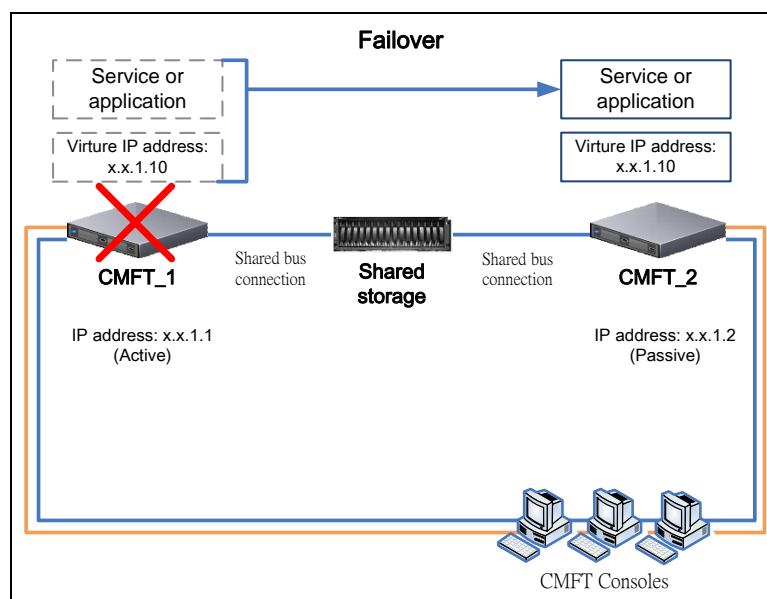 Failover
Service or
application
Virture IP address:
x.x.1.10
Service or
application
Virture IP address:
x.x.1.10
CMFT_1
Shared bus
connection
Shared
storage
Shared bus
connection
CMFT_2
IP address: x.x.1.1
(Active)
IP address: x.x.1.2
(Passive)
CMFT Consoles